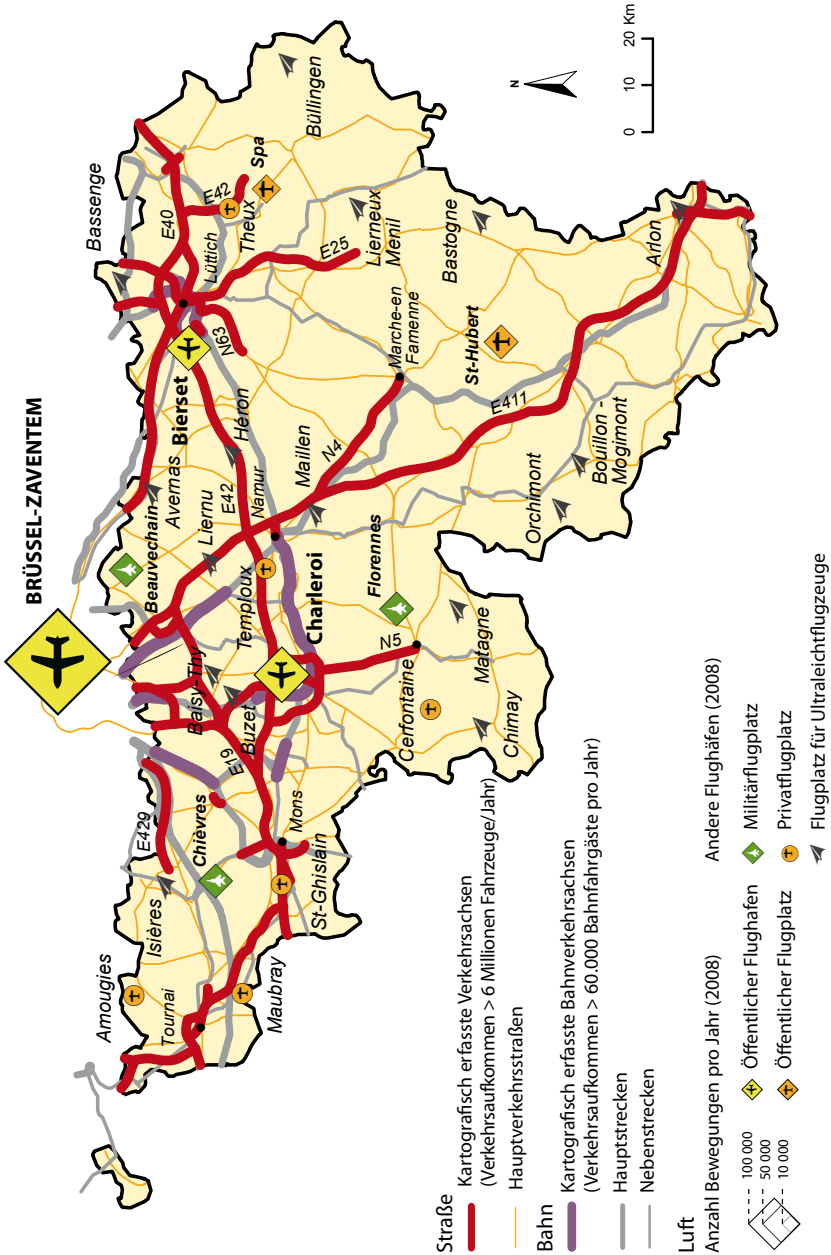 BRÜSSEL-ZAVENTEM
Bassenge
Amougies
Tournai
Isières
E429
Chièvres
Maubray
St-Ghislain
Mons
E19
Buzet
Baisy-Thy
Beauvechain
Avernas
Liernu
Temploux
E42
Namur
Héron
Bierset
Charleroi
N5
Cerfontaine
Chimay
Matagne
Florennes
Maillen
N4
Marche-en
Famenne
E411
Orchimont
Bouillon -
Mogimont
St-Hubert
N63
Lüttich
E40
E42
Theux
Spa
E25
Lierneux
Menil
Bastogne
Arlon
Büllingen
N
0 10 20 Km
Straße
Kartografisch erfasste Verkehrsachsen
(Verkehrsaufkommen > 6 Millionen Fahrzeuge/Jahr)
Hauptverkehrsstraßen
Bahn
Kartografisch erfasste Bahnverkehrsachsen
(Verkehrsaufkommen > 60.000 Bahnfahrgäste pro Jahr)
Hauptstrecken
Nebenstrecken
Luft
Anzahl Bewegungen pro Jahr (2008)
100 000
50 000
10 000
Öffentlicher Flughafen
Öffentlicher Flugplatz
Andere Flughäfen (2008)
Militärflugplatz
Privatflugplatz
Flugplatz für Ultraleichtflugzeuge